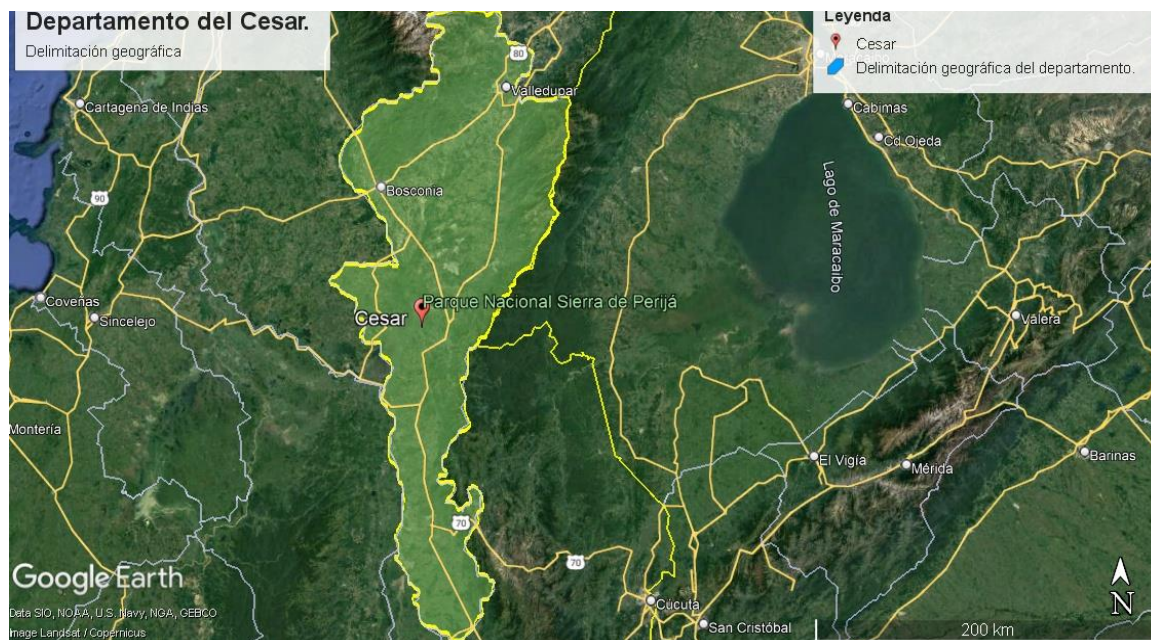 Departamento del Cesar.
Delimitación geográfica
Leyenda
Cesar
Delimitación geográfica del departamento.
80
Valledupar
Cartagena de Indias
Cabimas
Cd Ojeda
Lago de Maracaibo
90
Bosconia
Coveñas
Sincelejo
Parque Nacional Sierra de Perijá
Cesar
Valera
Montería
El Vigía
Mérida
Barinas
70
70
Google Earth
Cúcuta
San Cristóbal
N
Data SIO, NOAA, U.S. Navy, NGA, GEBCO
Image Landsat / Copernicus
200 km